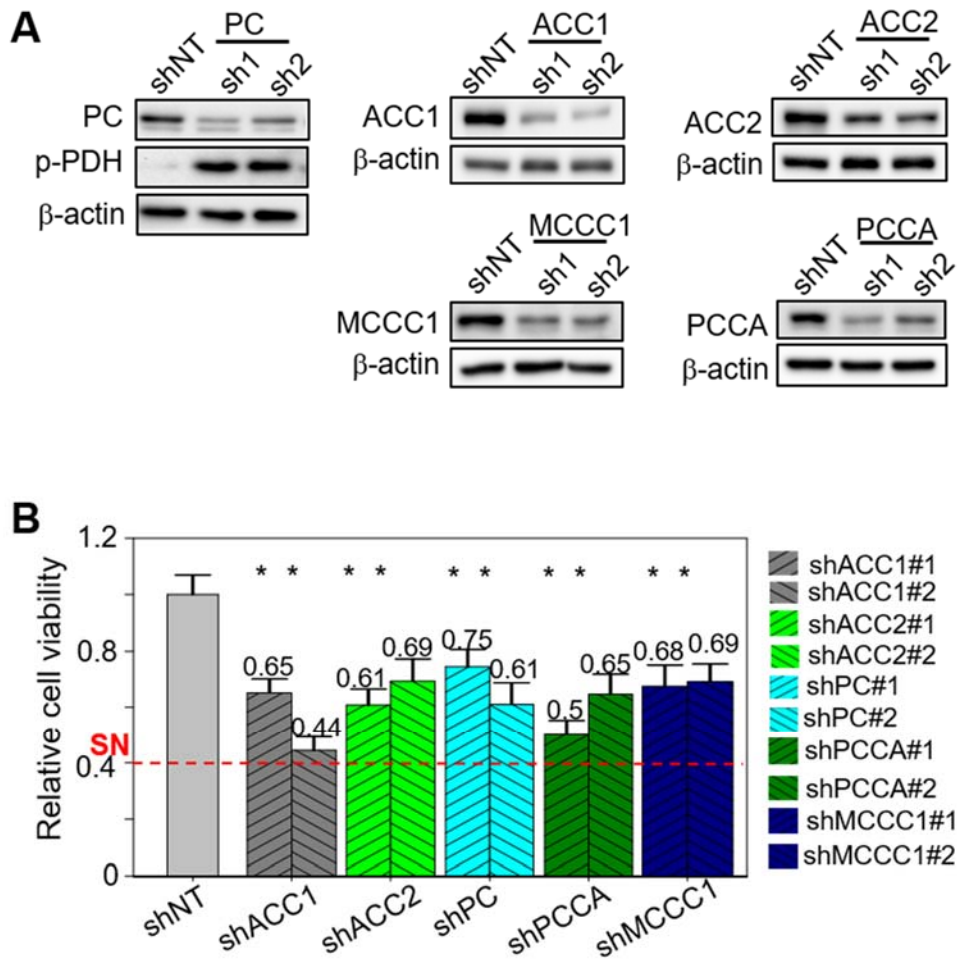 A
PC
shNT sh1 sh2
PC
p-PDH
β-actin
ACC1
shNT sh1 sh2
ACC1
β-actin
ACC2
shNT sh1 sh2
ACC2
β-actin
MCCC1
shNT sh1 sh2
MCCC1
β-actin
PCCA
shNT sh1 sh2
PCCA
β-actin
B
Relative cell viability
1.2
0.8
SN
0.4
0
* * * * * * * * * *
0.65
0.44
0.61
0.69
0.75
0.61
0.5
0.65
0.68
0.69
shNT
shACC1
shACC2
shPC
shPCCA
shMCCC1
shACC1#1
shACC1#2
shACC2#1
shACC2#2
shPC#1
shPC#2
shPCCA#1
shPCCA#2
shMCCC1#1
shMCCC1#2